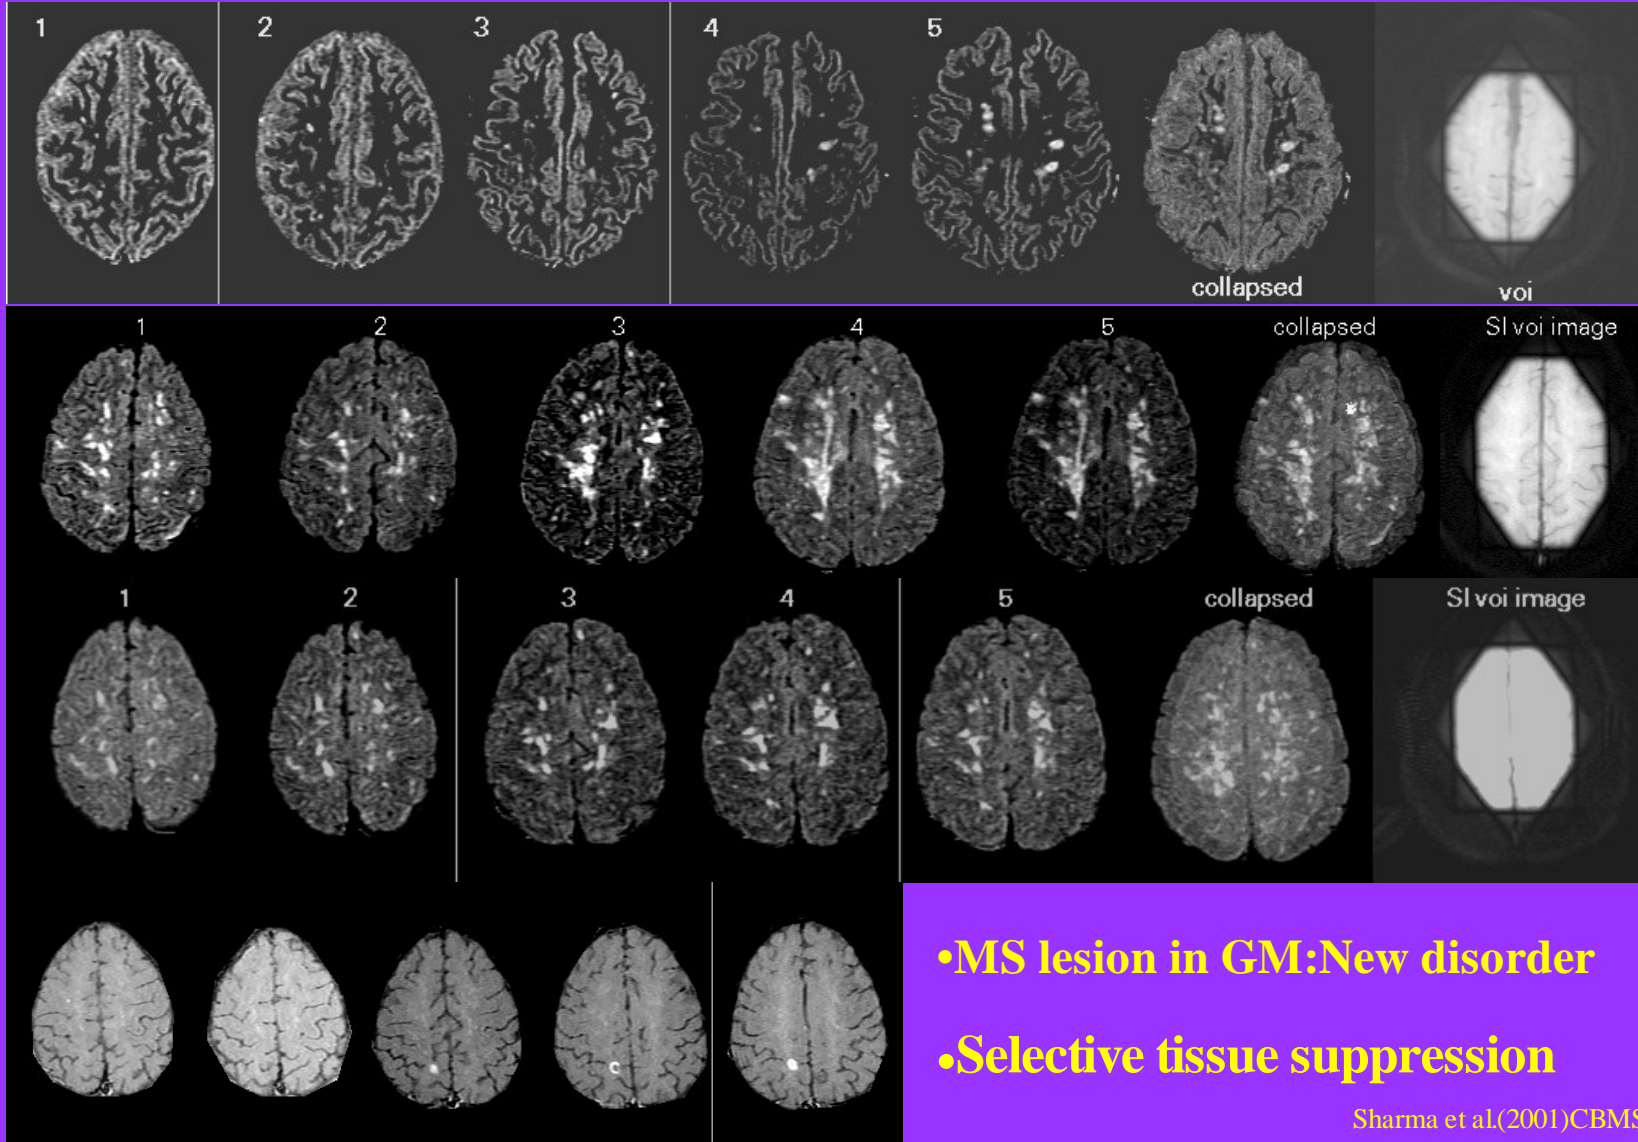 1 2 3 4 5
collapsed voi
1 2 3 4 5 collapsed SI voi image
1 2 3 4 5 collapsed SI voi image
•MS lesion in GM:New disorder
•Selective tissue suppression
Sharma et al.(2001)CBMS